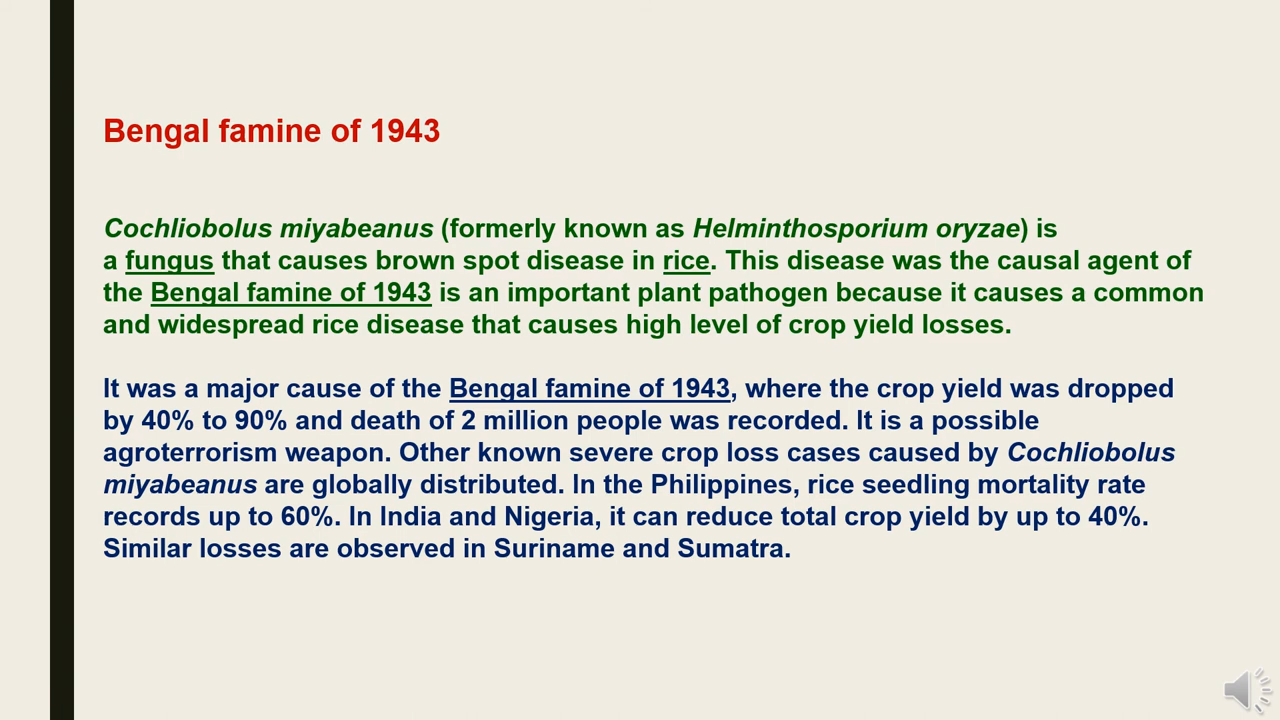 Bengal famine of 1943
Cochliobolus miyabeanus (formerly known as Helminthosporium oryzae) is
a fungus that causes brown spot disease in rice. This disease was the causal agent of
the Bengal famine of 1943 is an important plant pathogen because it causes a common
and widespread rice disease that causes high level of crop yield losses.
It was a major cause of the Bengal famine of 1943, where the crop yield was dropped
by 40% to 90% and death of 2 million people was recorded. It is a possible
agroterrorism weapon. Other known severe crop loss cases caused by Cochliobolus
miyabeanus are globally distributed. In the Philippines, rice seedling mortality rate
records up to 60%. In India and Nigeria, it can reduce total crop yield by up to 40%.
Similar losses are observed in Suriname and Sumatra.